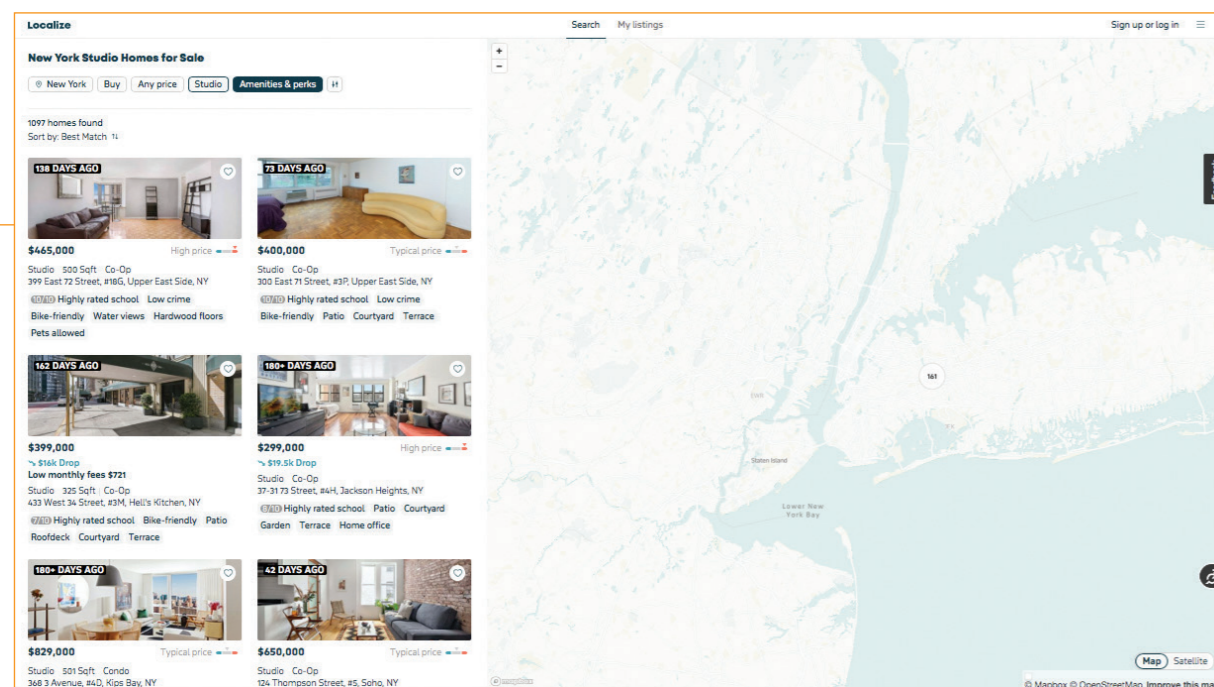 Localize
Search My listings
Sign up or log in
New York Studio Homes for Sale
New York Buy Any price Studio Amenities & perks
1097 homes found
Sort by: Best Match
138 DAYS AGO
$465,000 High price
Studio 500 Sqft Co-Op
399 East 72 Street, #18G, Upper East Side, NY
10/10 Highly rated school Low crime
Bike-friendly Water views Hardwood floors
Pets allowed
73 DAYS AGO
$400,000 Typical price
Studio Co-Op
300 East 71 Street, #3P, Upper East Side, NY
10/10 Highly rated school Low crime
Bike-friendly Patio Courtyard Terrace
162 DAYS AGO
$399,000
$16k Drop
Low monthly fees $721
Studio 325 Sqft Co-Op
433 West 34 Street, #3M, Hell's Kitchen, NY
7/10 Highly rated school Bike-friendly Patio
Roofdeck Courtyard Terrace
180+ DAYS AGO
$299,000 High price
$19.5k Drop
Studio Co-Op
37-31 73 Street, #4H, Jackson Heights, NY
8/10 Highly rated school Patio Courtyard
Garden Terrace Home office
180+ DAYS AGO
$829,000 Typical price
Studio 501 Sqft Condo
368 3 Avenue, #4D, Kips Bay, NY
42 DAYS AGO
$650,000 Typical price
Studio Co-Op
124 Thompson Street, #5, Soho, NY
+
−
161
Staten Island
Lower New
York Bay
Map Satellite
mapbox
© Mapbox © OpenStreetMap Improve this ma